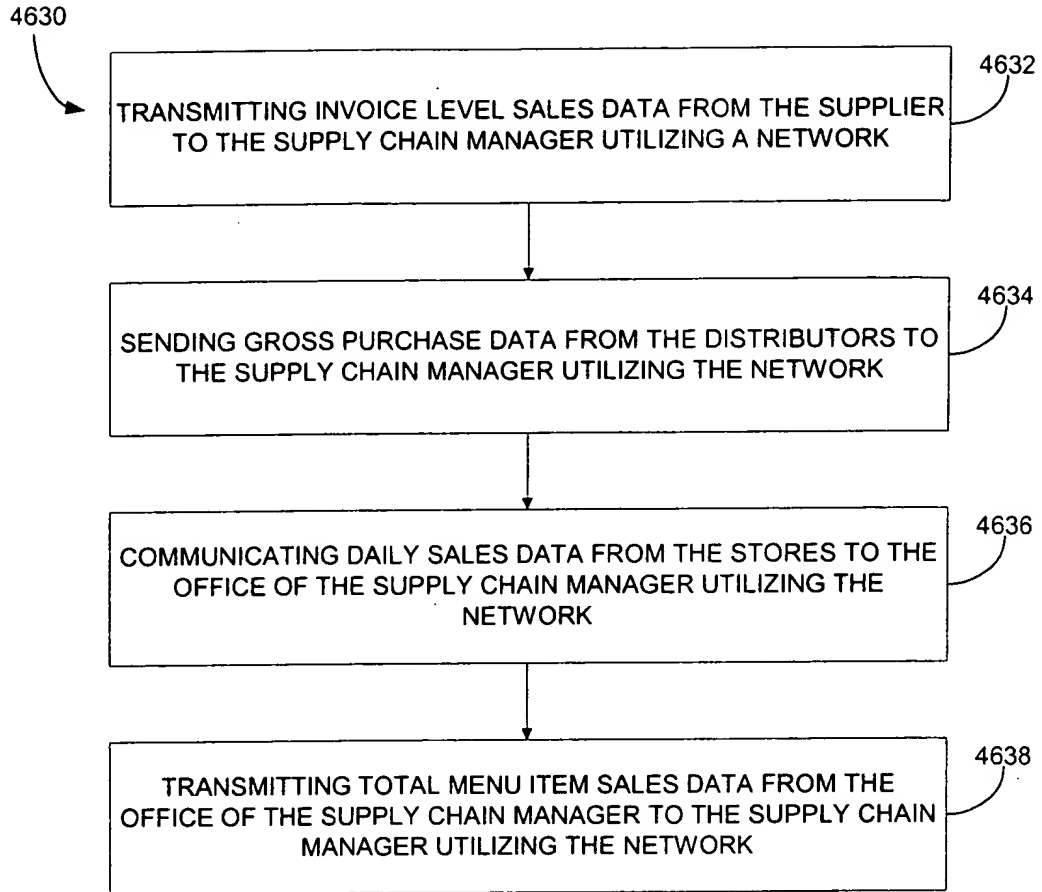 4630
4632
TRANSMITTING INVOICE LEVEL SALES DATA FROM THE SUPPLIER
TO THE SUPPLY CHAIN MANAGER UTILIZING A NETWORK
4634
SENDING GROSS PURCHASE DATA FROM THE DISTRIBUTORS TO
THE SUPPLY CHAIN MANAGER UTILIZING THE NETWORK
4636
COMMUNICATING DAILY SALES DATA FROM THE STORES TO THE
OFFICE OF THE SUPPLY CHAIN MANAGER UTILIZING THE
NETWORK
4638
TRANSMITTING TOTAL MENU ITEM SALES DATA FROM THE
OFFICE OF THE SUPPLY CHAIN MANAGER TO THE SUPPLY CHAIN
MANAGER UTILIZING THE NETWORK